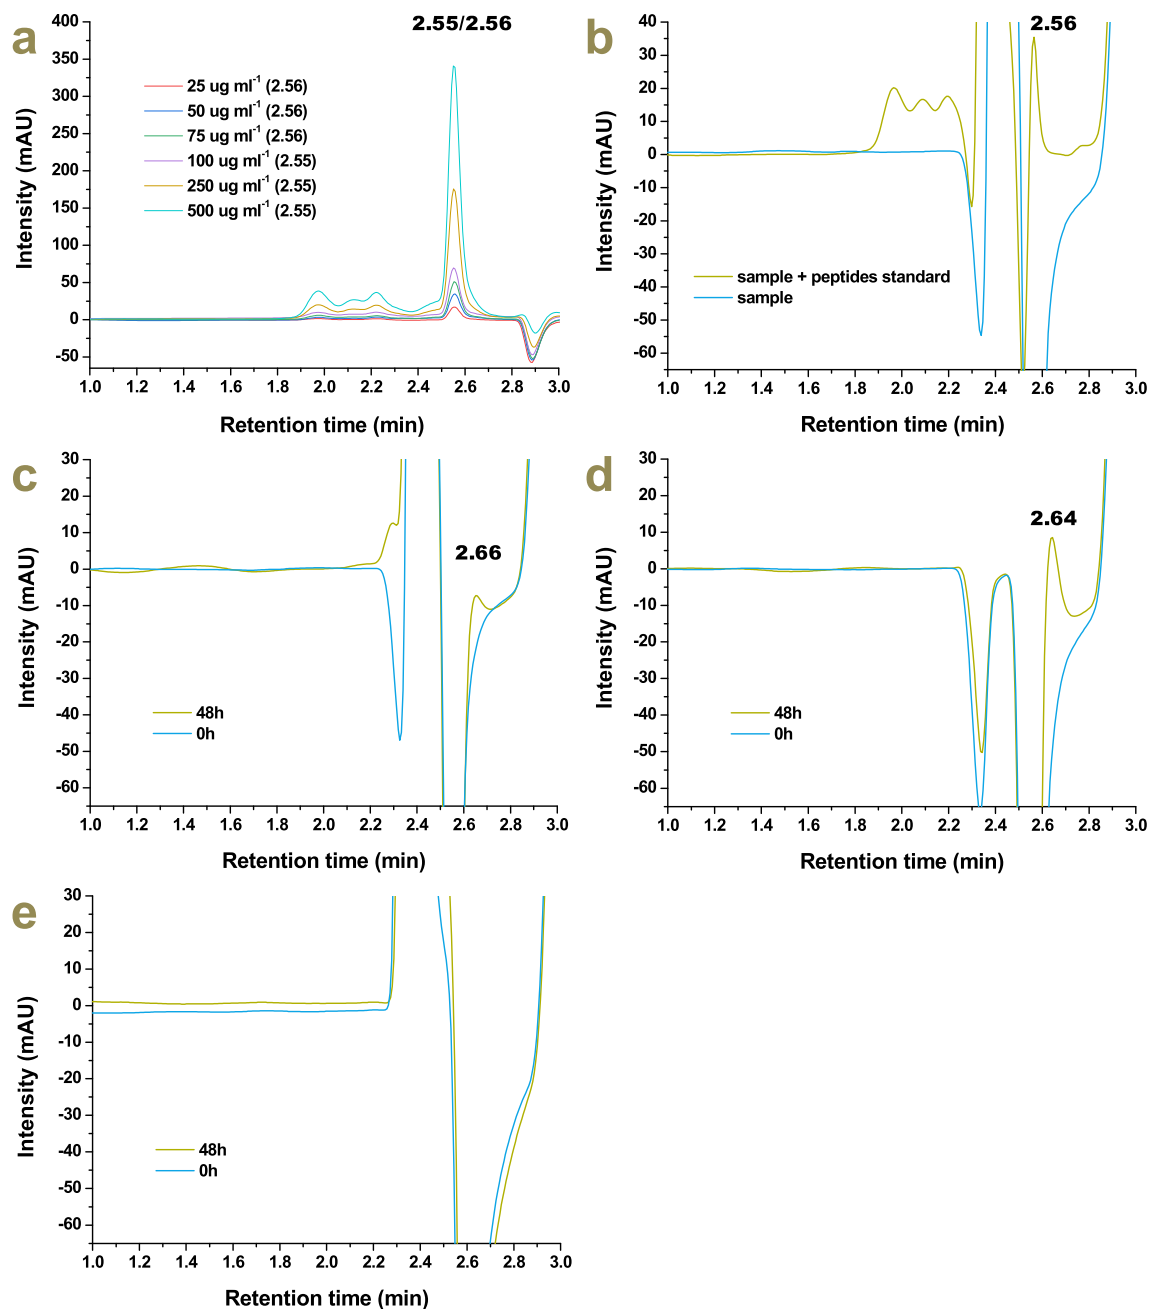 a
2.55/2.56
400
350
300
250
200
150
100
50
0
-50
Intensity (mAU)
25 ug ml⁻¹ (2.56)
50 ug ml⁻¹ (2.56)
75 ug ml⁻¹ (2.56)
100 ug ml⁻¹ (2.55)
250 ug ml⁻¹ (2.55)
500 ug ml⁻¹ (2.55)
1.0 1.2 1.4 1.6 1.8 2.0 2.2 2.4 2.6 2.8 3.0
Retention time (min)
b
2.56
40
30
20
10
0
-10
-20
-30
-40
-50
-60
Intensity (mAU)
sample + peptides standard
sample
1.0 1.2 1.4 1.6 1.8 2.0 2.2 2.4 2.6 2.8 3.0
Retention time (min)
c
2.66
30
20
10
0
-10
-20
-30
-40
-50
-60
Intensity (mAU)
48h
0h
1.0 1.2 1.4 1.6 1.8 2.0 2.2 2.4 2.6 2.8 3.0
Retention time (min)
d
2.64
30
20
10
0
-10
-20
-30
-40
-50
-60
Intensity (mAU)
48h
0h
1.0 1.2 1.4 1.6 1.8 2.0 2.2 2.4 2.6 2.8 3.0
Retention time (min)
e
30
20
10
0
-10
-20
-30
-40
-50
-60
Intensity (mAU)
48h
0h
1.0 1.2 1.4 1.6 1.8 2.0 2.2 2.4 2.6 2.8 3.0
Retention time (min)